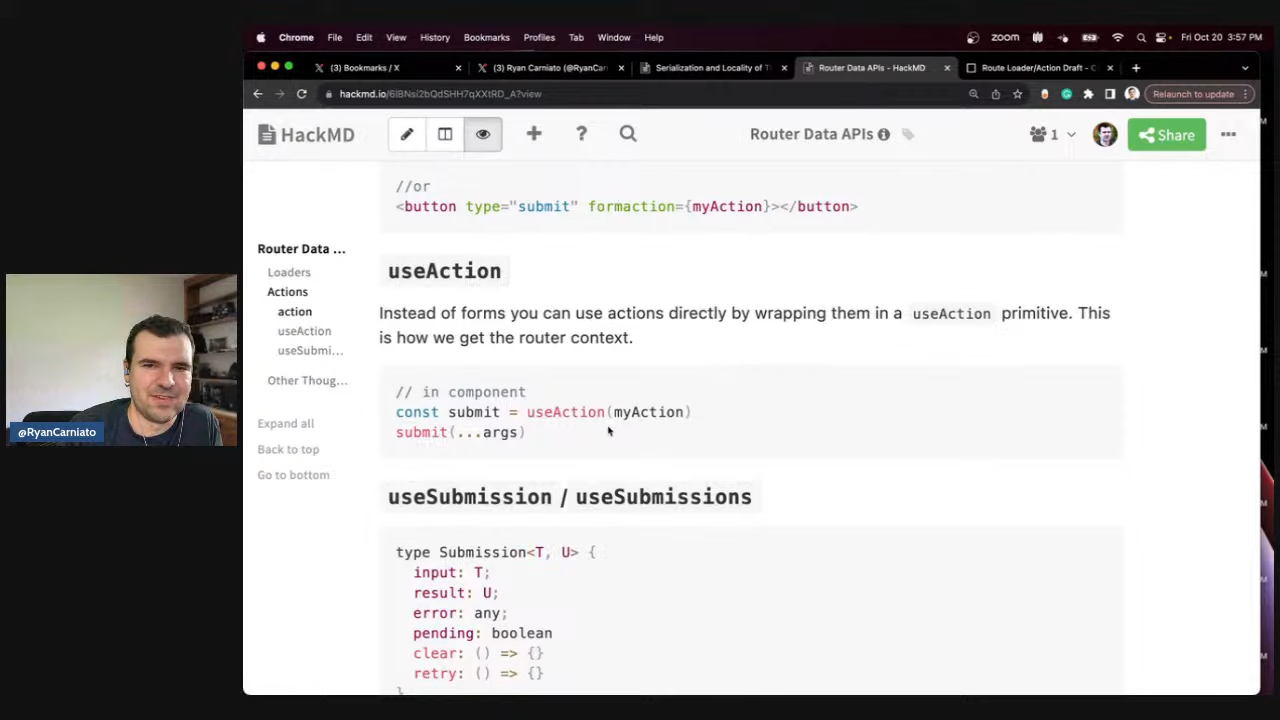 Chrome File Edit View History Bookmarks Profiles Tab Window Help zoom Fri Oct 20 3:57 PM
(3) Bookmarks / X
(3) Ryan Carniato (@RyanCar
Serialization and Locality of T
Router Data APIs - HackMD
Route Loader/Action Draft - C
hackmd.io/6lBNsi2bQdSHH7qXXtRD_A?view
Relaunch to update
HackMD
Router Data APIs
1
Share
//or
<button type="submit" formaction={myAction}></button>
Router Data ...
Loaders
Actions
action
useAction
useSubmi...
Other Thoug...
Expand all
Back to top
Go to bottom
useAction
Instead of forms you can use actions directly by wrapping them in a useAction primitive. This
is how we get the router context.
// in component
const submit = useAction(myAction)
submit(...args)
useSubmission / useSubmissions
type Submission<T, U> {
input: T;
result: U;
error: any;
pending: boolean
clear: () => {}
retry: () => {}
}
@RyanCarniato